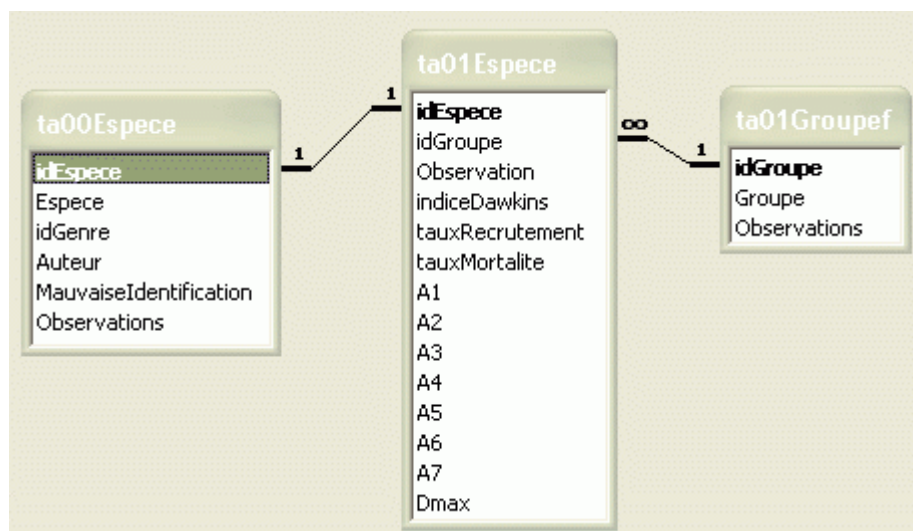 ta00Espece
idEspece
Espece
idGenre
Auteur
MauvaiseIdentification
Observations
1
1
ta01Espece
idEspece
idGroupe
Observation
indiceDawkins
tauxRecrutement
tauxMortalite
A1
A2
A3
A4
A5
A6
A7
Dmax
∞
1
ta01Groupef
idGroupe
Groupe
Observations